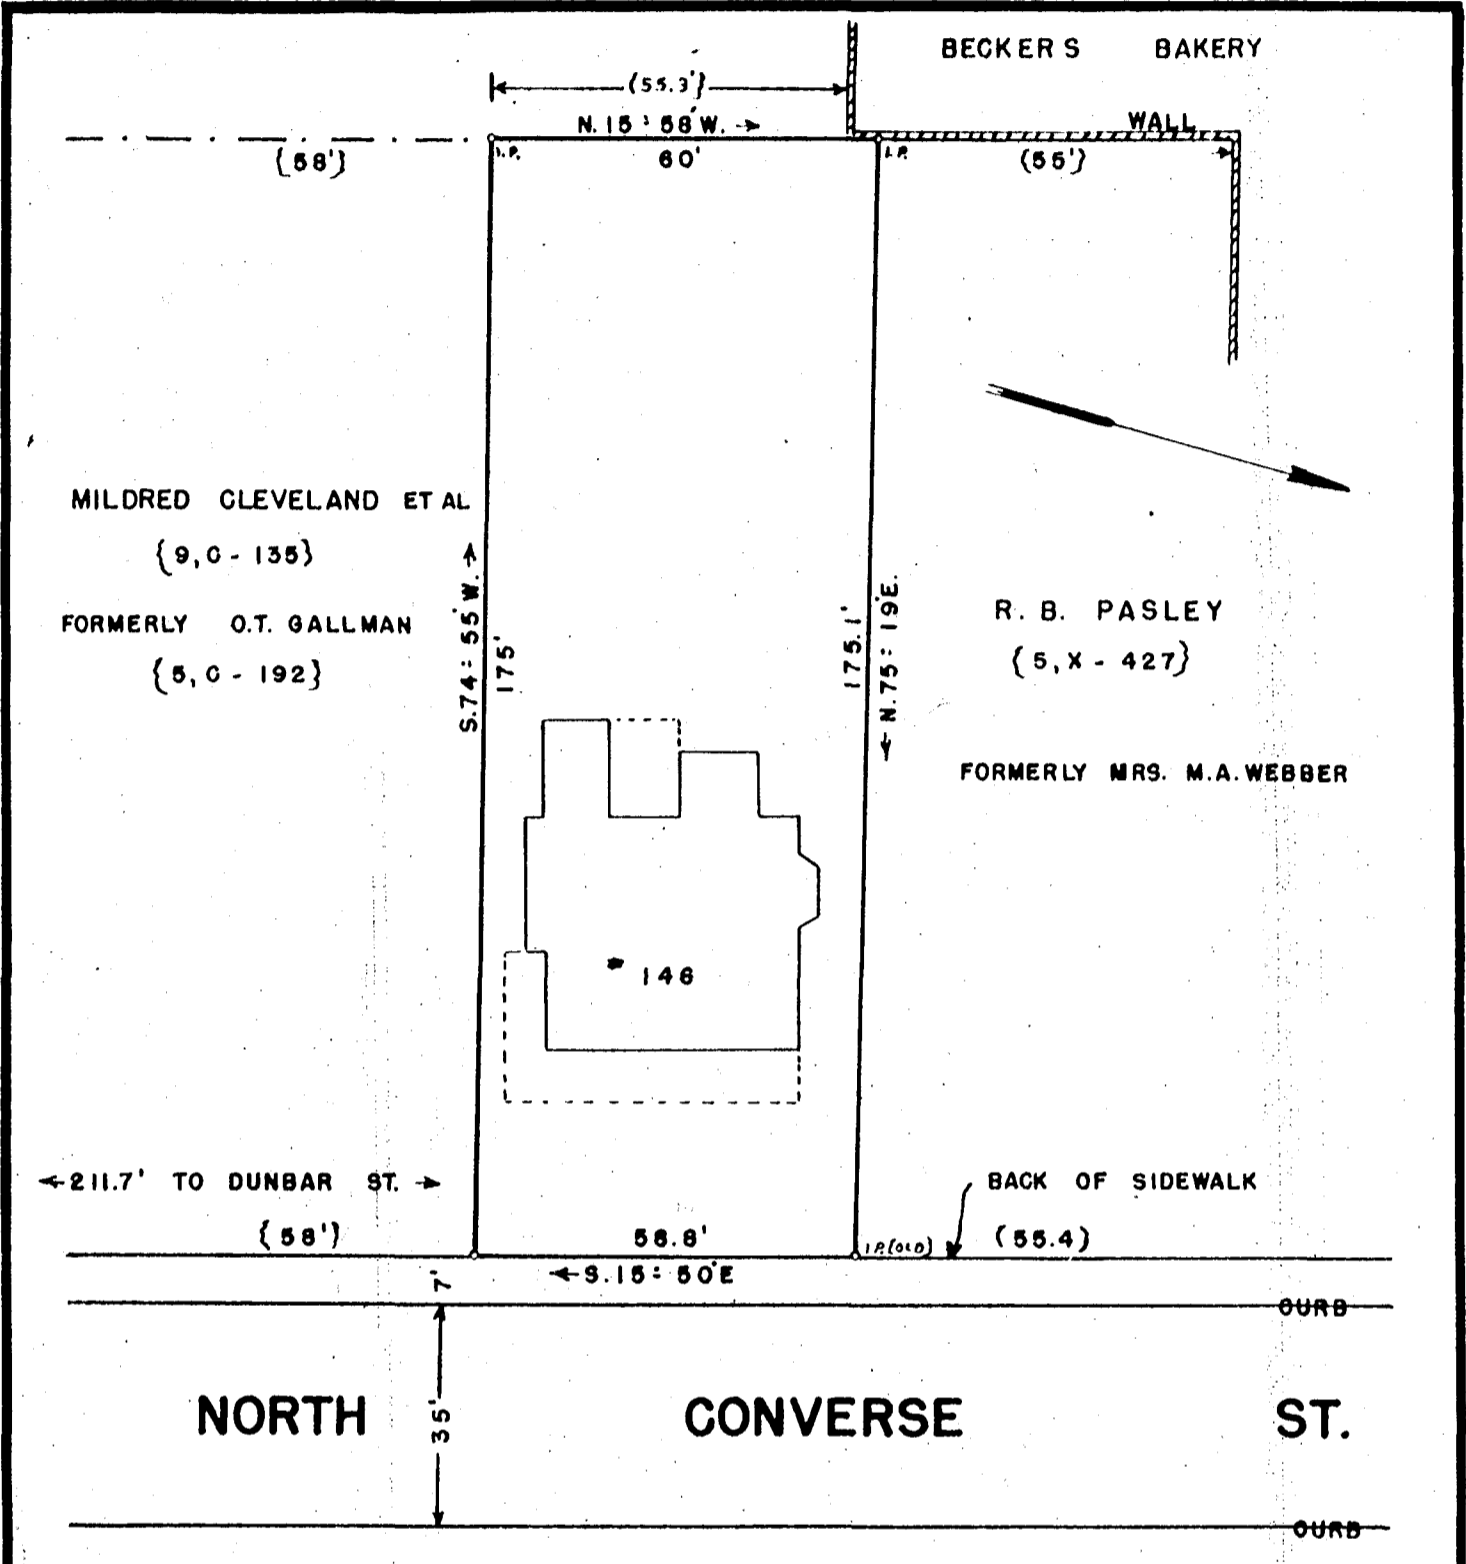 BECKERS BAKERY
(55.3')
N. 15° 58' W.
WALL
(58')
I.P.
60'
I.P.
(55')
MILDRED CLEVELAND ET AL
{9, C - 135}
FORMERLY O.T. GALLMAN
{5, C - 192}
S. 74° 55' W.
175'
175.1'
N. 75° 19' E.
R. B. PASLEY
{5, X - 427}
FORMERLY MRS. M.A. WEBBER
146
211.7' TO DUNBAR ST.
BACK OF SIDEWALK
(58')
58.8'
I.P. (OLD)
(55.4)
S. 15° 50' E
7'
CURB
NORTH CONVERSE ST.
35'
CURB